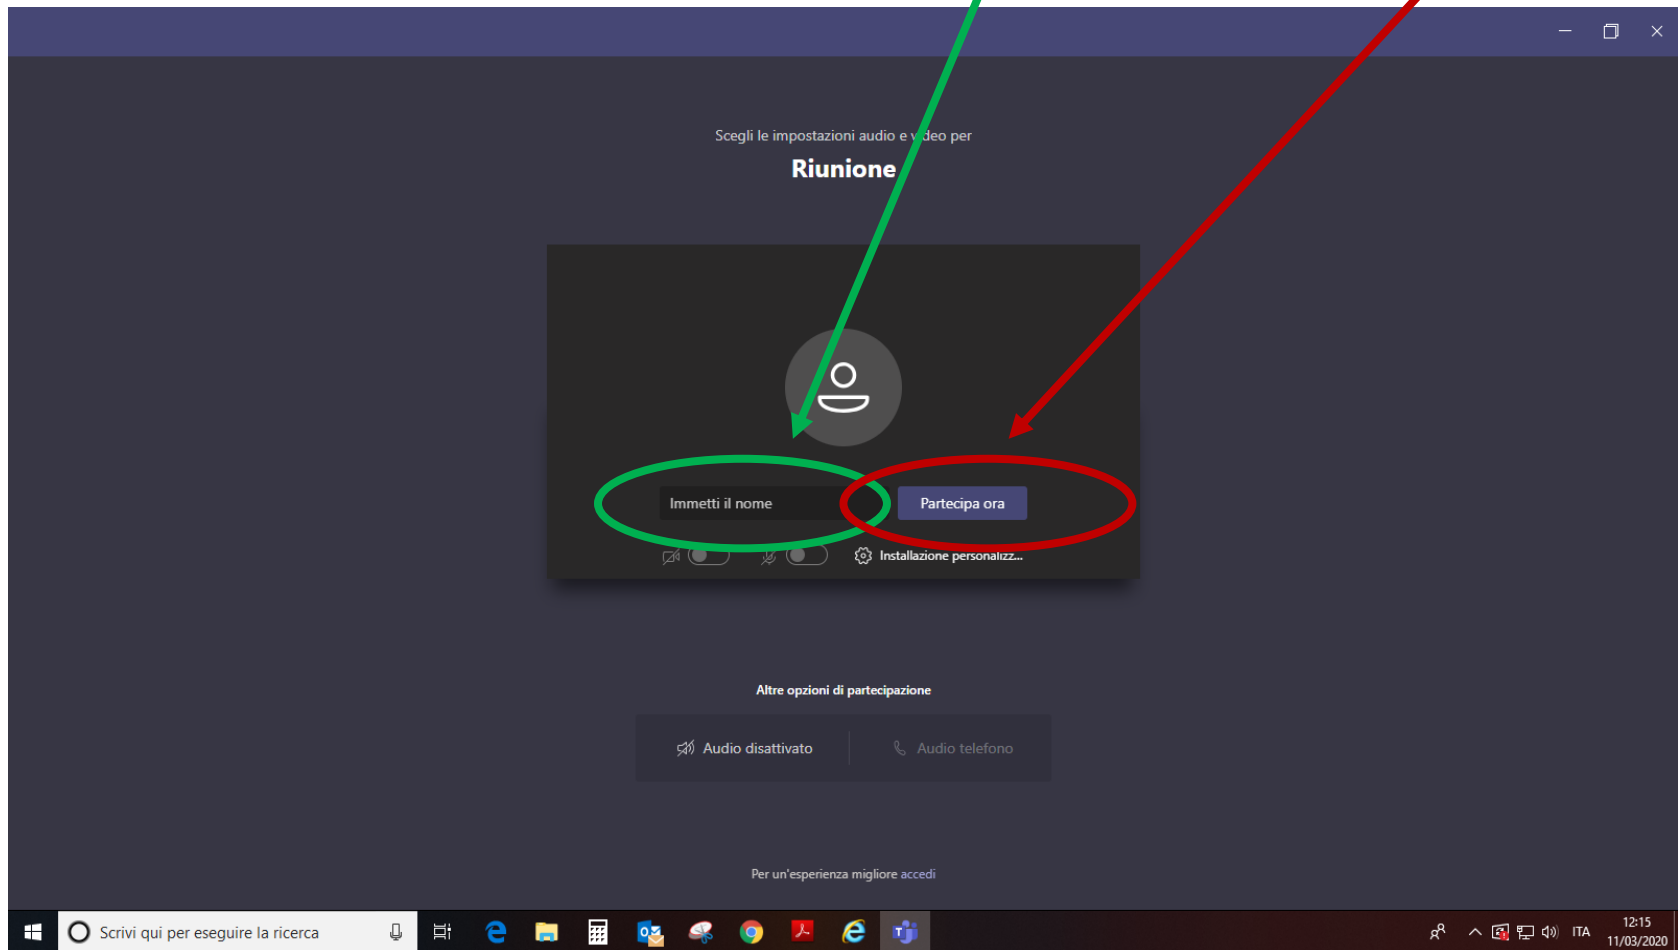 Scegli le impostazioni audio e video per
Riunione
Immetti il nome
Partecipa ora
Installazione personalizz...
Altre opzioni di partecipazione
Audio disattivato
Audio telefono
Per un'esperienza migliore accedi
Scrivi qui per eseguire la ricerca
ITA
12:15
11/03/2020